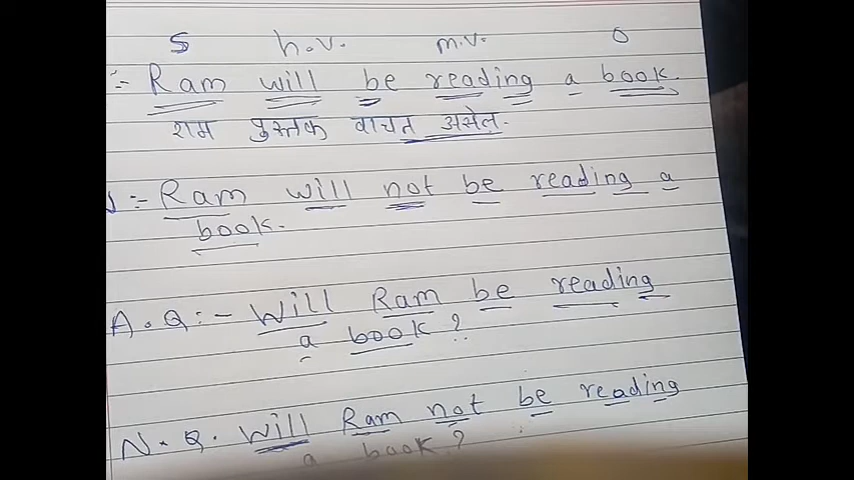 S h.v. m.v. O
:- Ram will be reading a book.
राम पुस्तक वाचत असेल.
:- Ram will not be reading a
book.
A.Q:- Will Ram be reading
a book?
N.Q. Will Ram not be reading
a book?